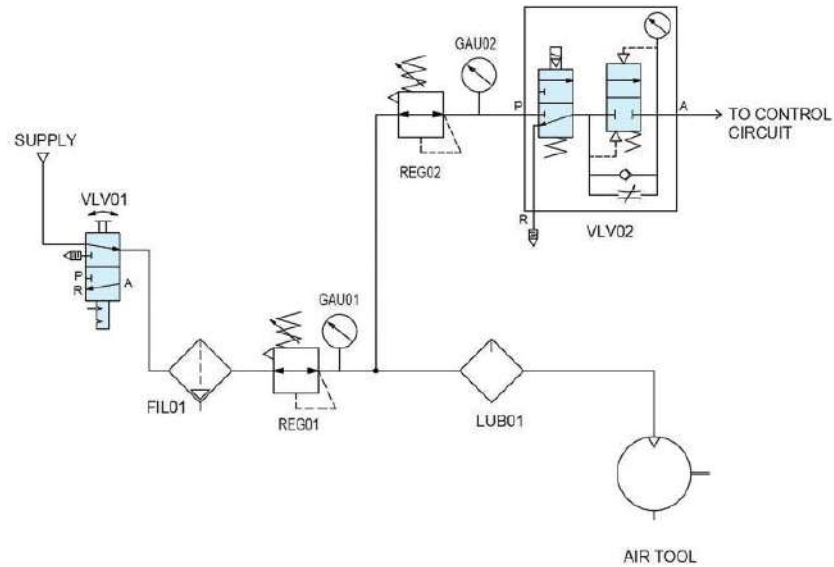 GAU02
P
A
TO CONTROL
CIRCUIT
SUPPLY
REG02
VLV01
R
VLV02
P
R
A
GAU01
FIL01
REG01
LUB01
AIR TOOL